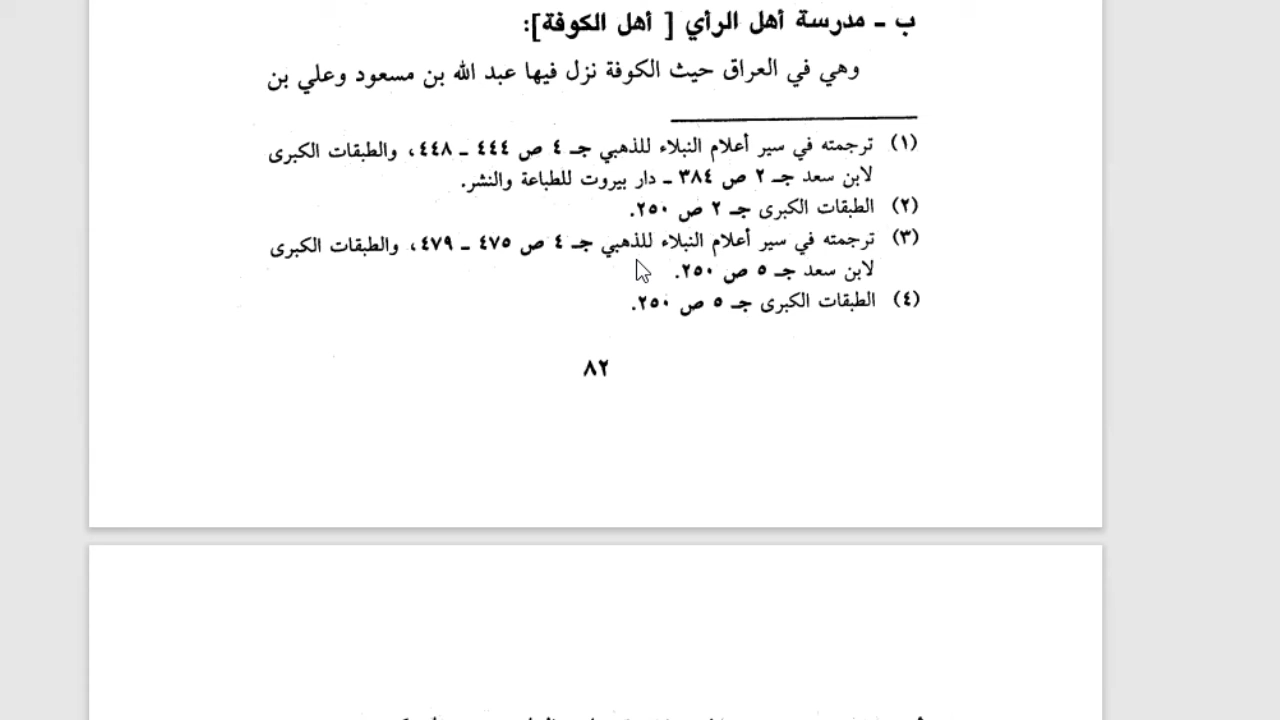 ب ـ مدرسة أهل الرأي [ أهل الكوفة]:
وهي في العراق حيث الكوفة نزل فيها عبد الله بن مسعود وعلي بن
(١) ترجمته في سير أعلام النبلاء للذهبي جـ ٤ ص ٤٤٤ ـ ٤٤٨، والطبقات الكبرى
لابن سعد جـ ٢ ص ٣٨٤ ـ دار بيروت للطباعة والنشر.
(٢) الطبقات الكبرى جـ ٢ ص ٢٥٠.
(٣) ترجمته في سير أعلام النبلاء للذهبي جـ ٤ ص ٤٧٥ ـ ٤٧٩، والطبقات الكبرى
لابن سعد جـ ٥ ص ٢٥٠.
(٤) الطبقات الكبرى جـ ٥ ص ٢٥٠.
٨٢